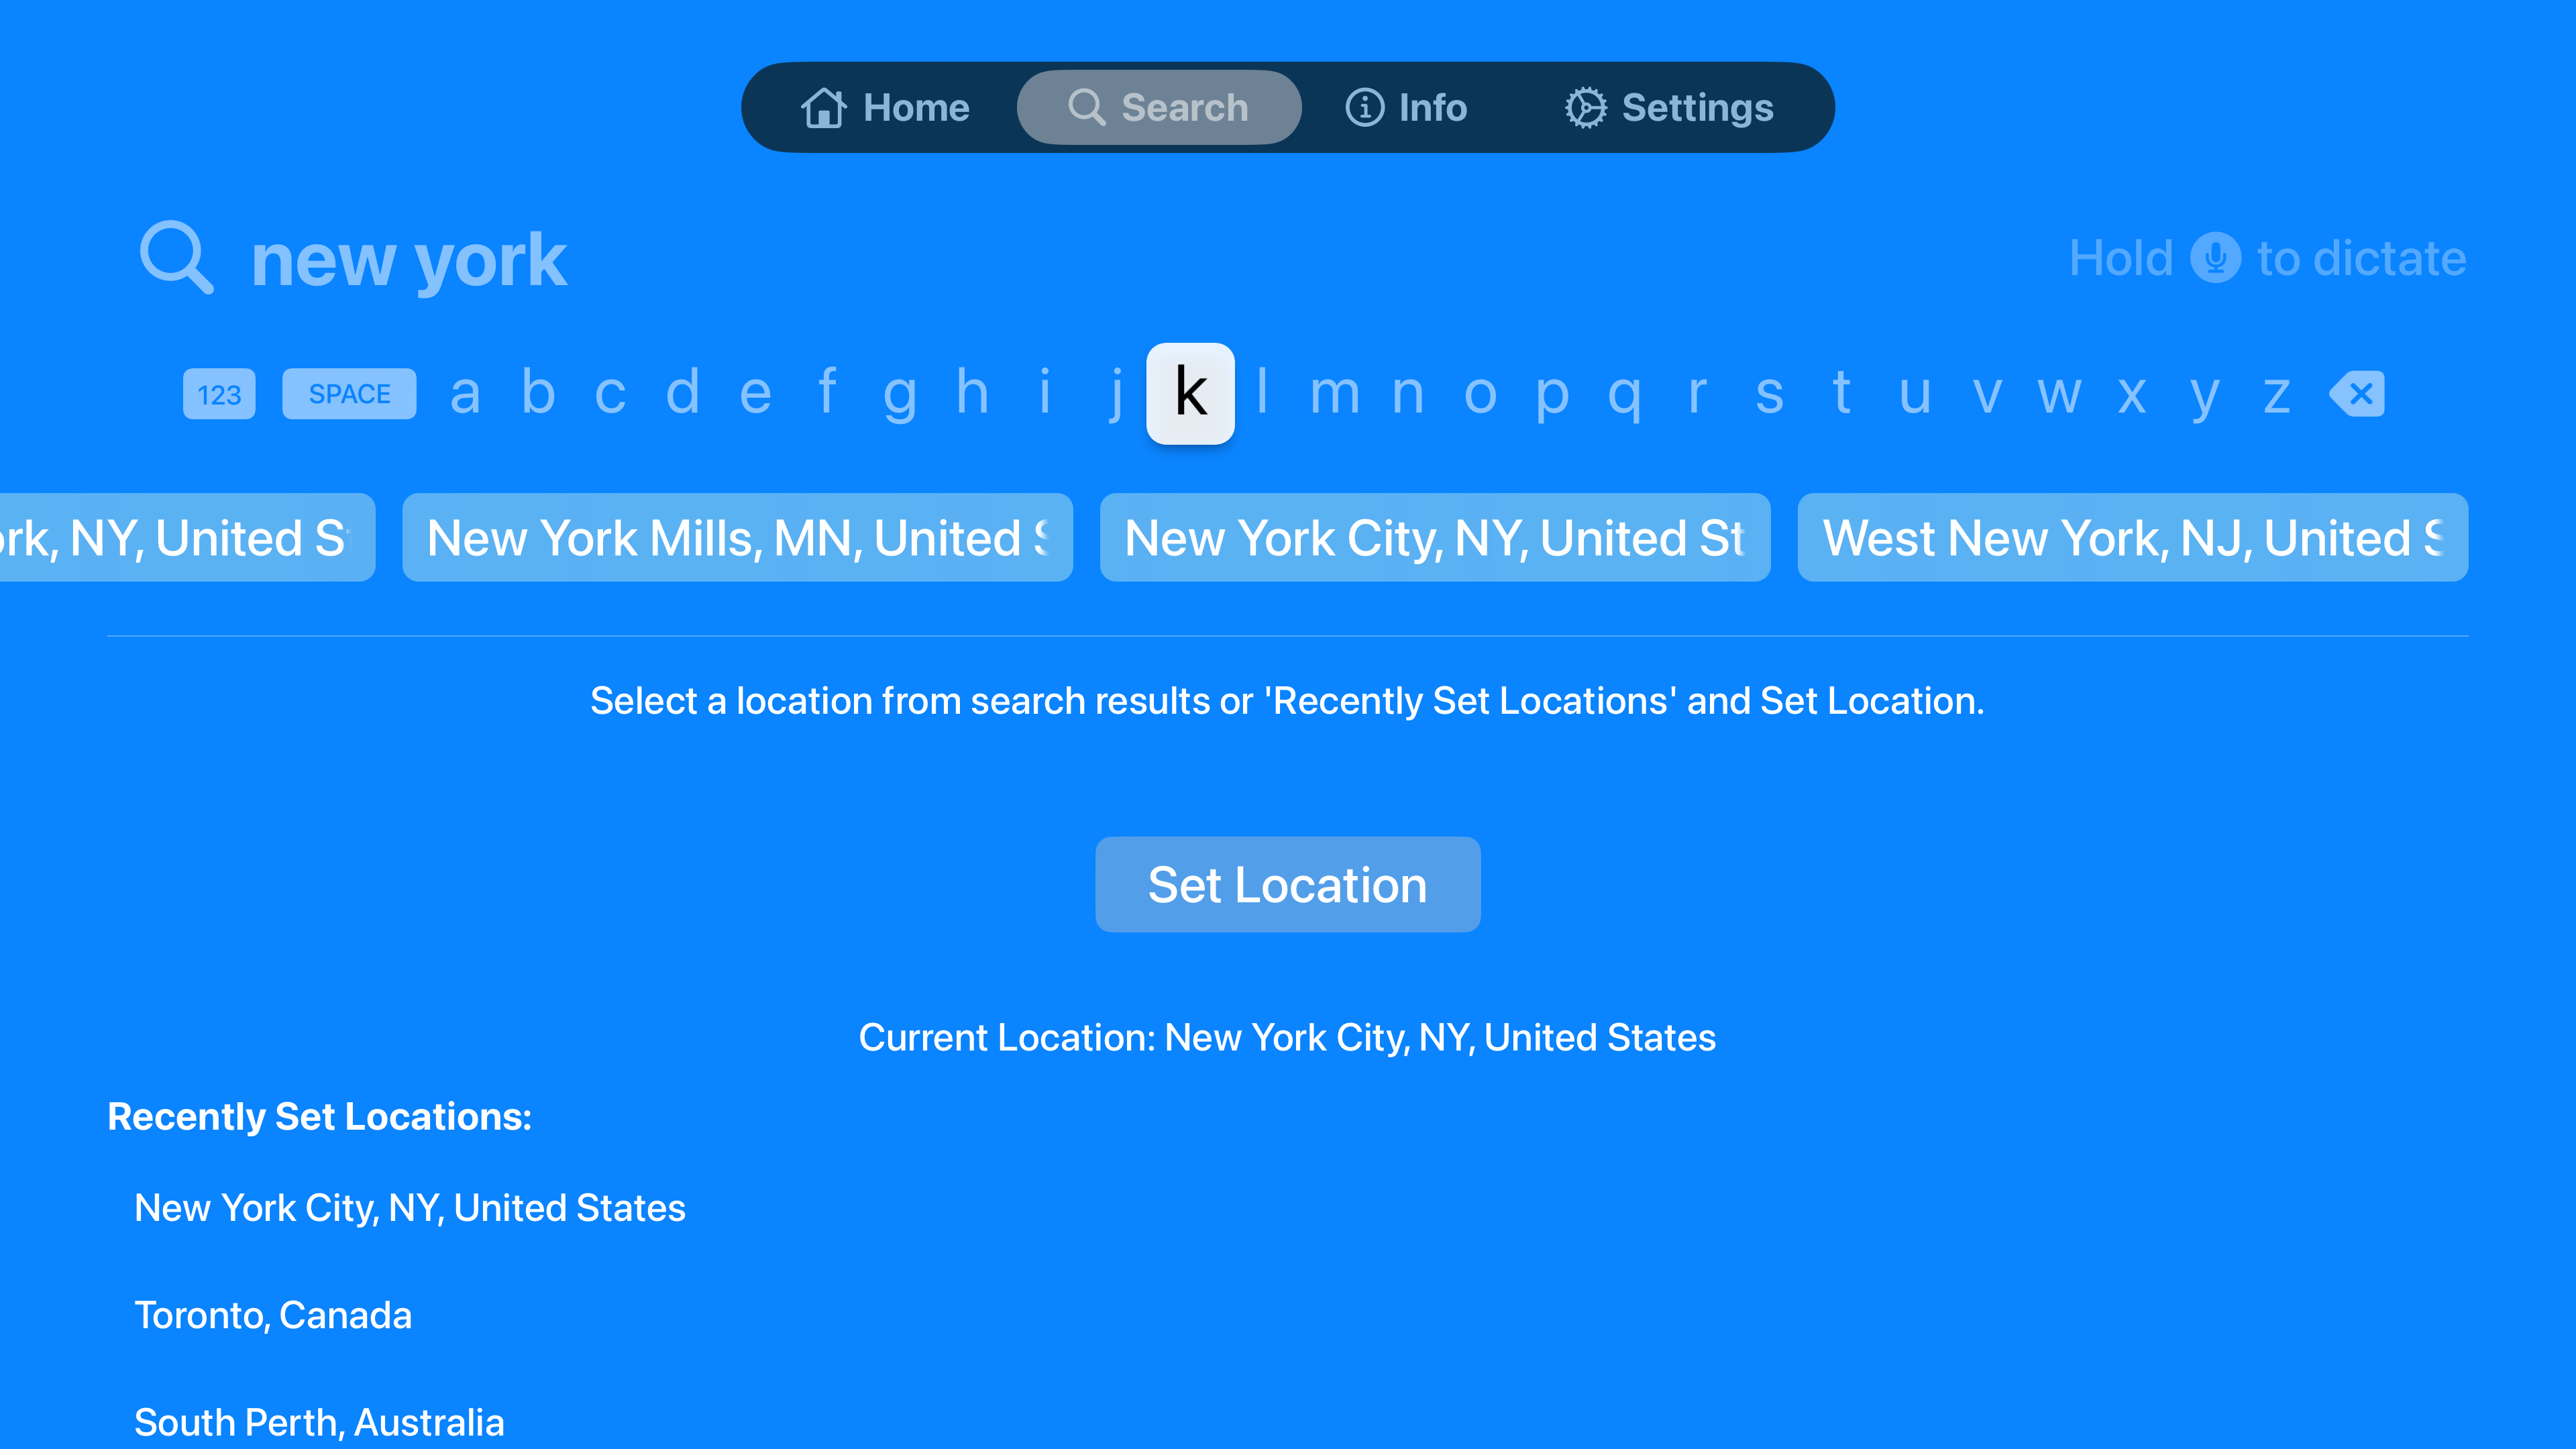 Home Search Info Settings
new york
Hold to dictate
123 SPACE a b c d e f g h i j k l m n o p q r s t u v w x y z
NY, United New York Mills, MN, United New York City, NY, United St West New York, NJ, United
Select a location from search results or 'Recently Set Locations' and Set Location.
Set Location
Current Location: New York City, NY, United States
Recently Set Locations:
New York City, NY, United States
Toronto, Canada
South Perth, Australia